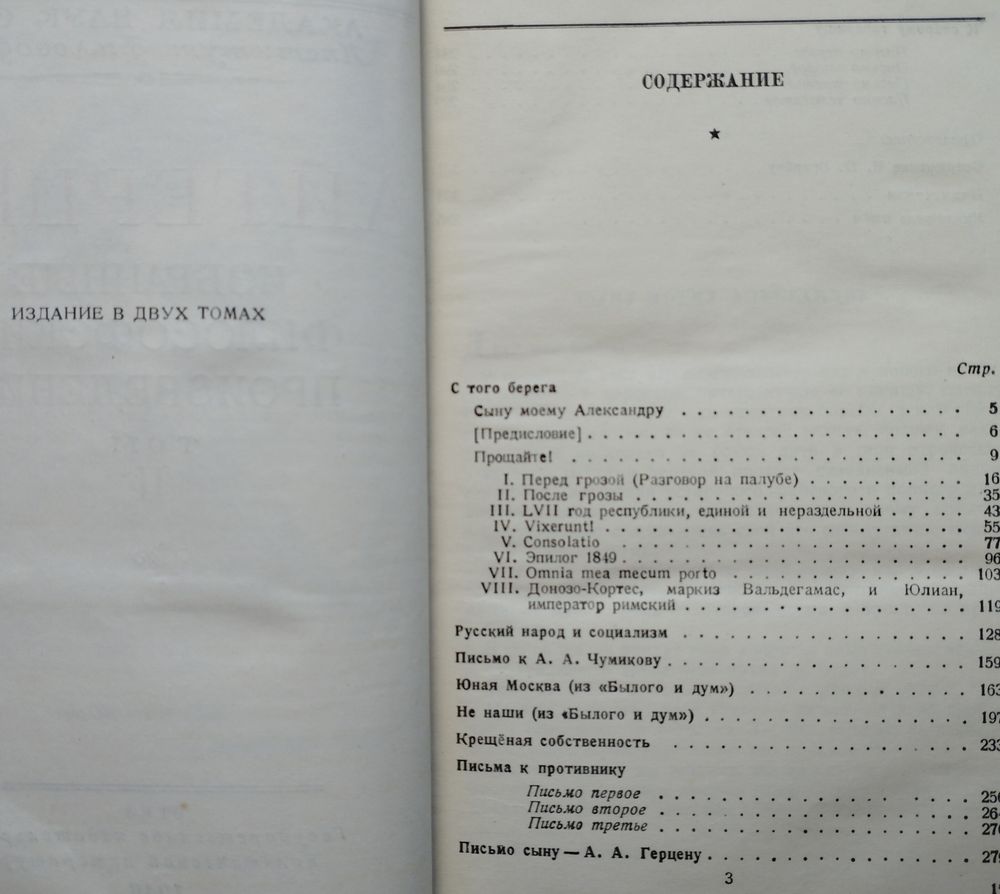 ИЗДАНИЕ В ДВУХ ТОМАХ
СОДЕРЖАНИЕ
★
Стр.
С того берега
Сыну моему Александру . . . . . . . . . . . . . . . . . 5
[Предисловие] . . . . . . . . . . . . . . . . . . . . . 6
Прощайте! . . . . . . . . . . . . . . . . . . . . . . 9
I. Перед грозой (Разговор на палубе) . . . . . . . . . 16
II. После грозы . . . . . . . . . . . . . . . . . . . 35
III. LVII год республики, единой и нераздельной . . . . . 43
IV. Vixerunt! . . . . . . . . . . . . . . . . . . . . 55
V. Consolatio . . . . . . . . . . . . . . . . . . . 77
VI. Эпилог 1849 . . . . . . . . . . . . . . . . . . . 96
VII. Omnia mea mecum porto . . . . . . . . . . . . . 103
VIII. Донозо-Кортес, маркиз Вальдегамас, и Юлиан,
император римский . . . . . . . . . . . . . . . . 119
Русский народ и социализм . . . . . . . . . . . . . . . 128
Письмо к А. А. Чумикову . . . . . . . . . . . . . . . . 159
Юная Москва (из «Былого и дум») . . . . . . . . . . . . 163
Не наши (из «Былого и дум») . . . . . . . . . . . . . . 197
Крещёная собственность . . . . . . . . . . . . . . . . 233
Письма к противнику
Письмо первое . . . . . . . . . . . . . . . . .
Письмо второе . . . . . . . . . . . . . . . . .
Письмо третье . . . . . . . . . . . . . . . . .
Письмо сыну — А. А. Герцену . . . . . . . . . . . . . .
3